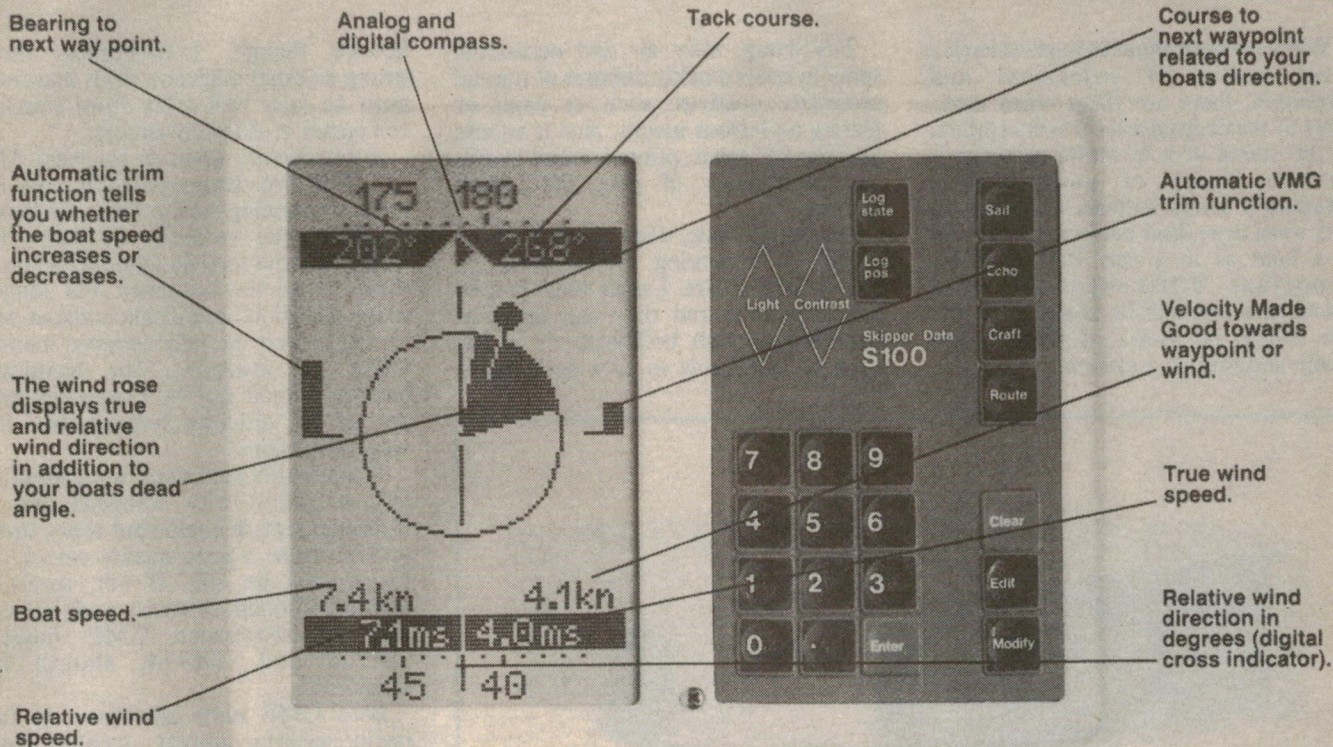 Bearing to
next way point.
Analog and
digital compass.
Tack course.
Course to
next waypoint
related to your
boats direction.
Automatic trim
function tells
you whether
the boat speed
increases or
decreases.
The wind rose
displays true
and relative
wind direction
in addition to
your boats dead
angle.
Boat speed.
Relative wind
speed.
175 180
202° 268°
7.4kn 4.1kn
7.1ms 4.0ms
45 40
Log
state
Log
pos
Light Contrast
Skipper Data
S100
Sail
Echo
Craft
Route
7 8 9
4 5 6
1 2 3
0 . Enter
Clear
Edit
Modify
Automatic VMG
trim function.
Velocity Made
Good towards
waypoint or
wind.
True wind
speed.
Relative wind
direction in
degrees (digital
cross indicator).